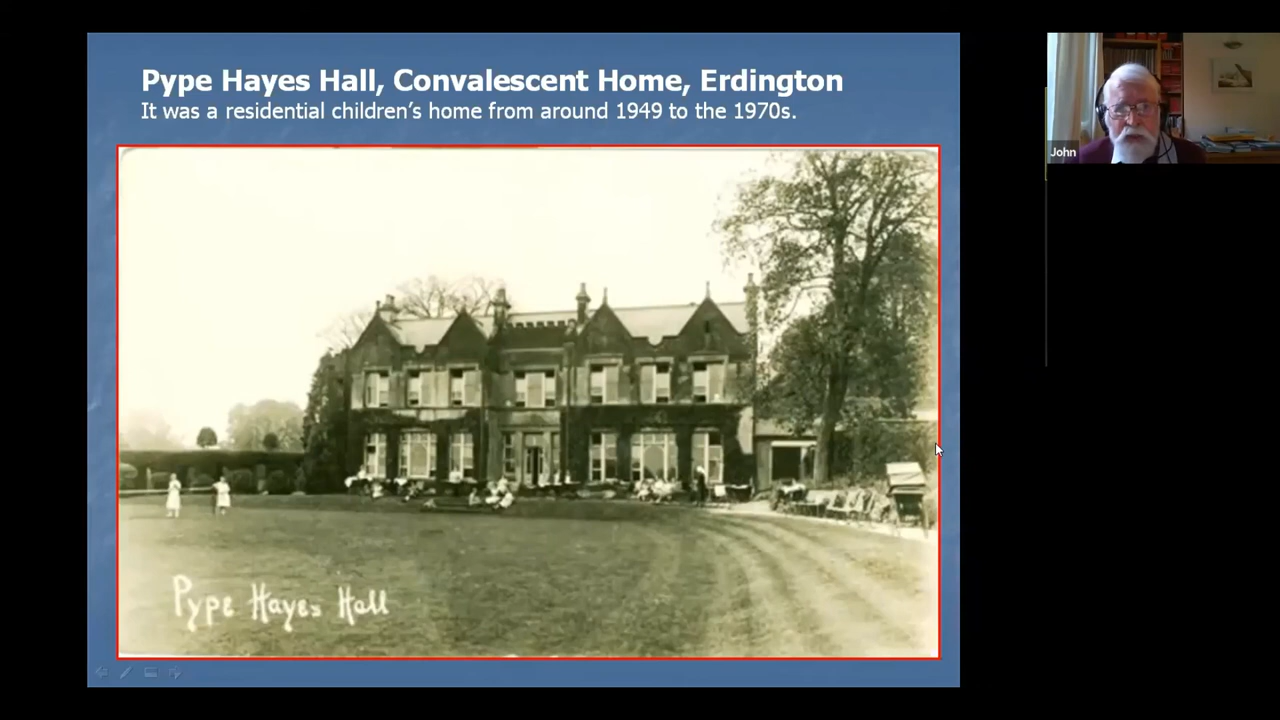 Pype Hayes Hall, Convalescent Home, Erdington
It was a residential children's home from around 1949 to the 1970s.
John
Pype Hayes Hall